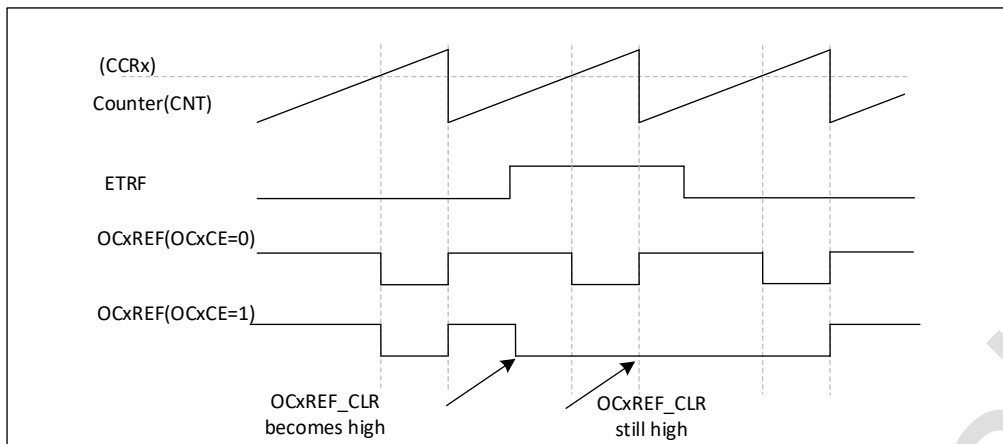 (CCRx)
Counter(CNT)
ETRF
OCxREF(OCxCE=0)
OCxREF(OCxCE=1)
OCxREF_CLR
becomes high
OCxREF_CLR
still high